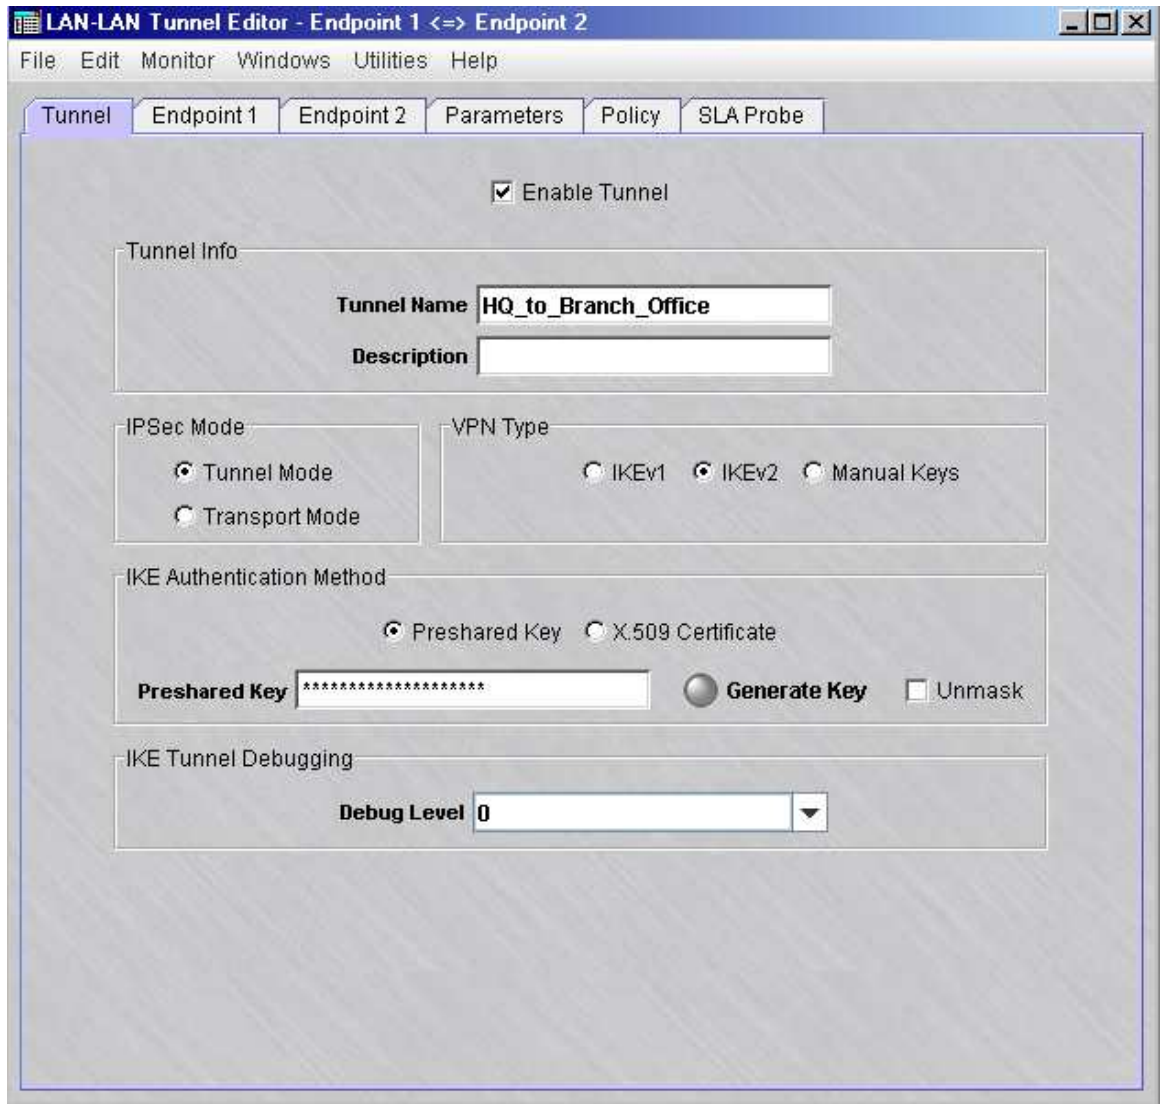 LAN-LAN Tunnel Editor - Endpoint 1 <=> Endpoint 2
File Edit Monitor Windows Utilities Help
Tunnel Endpoint 1 Endpoint 2 Parameters Policy SLA Probe
Enable Tunnel
Tunnel Info
Tunnel Name HQ_to_Branch_Office
Description
IPSec Mode
Tunnel Mode
Transport Mode
VPN Type
IKEv1 IKEv2 Manual Keys
IKE Authentication Method
Preshared Key X.509 Certificate
Preshared Key ******************** Generate Key Unmask
IKE Tunnel Debugging
Debug Level 0